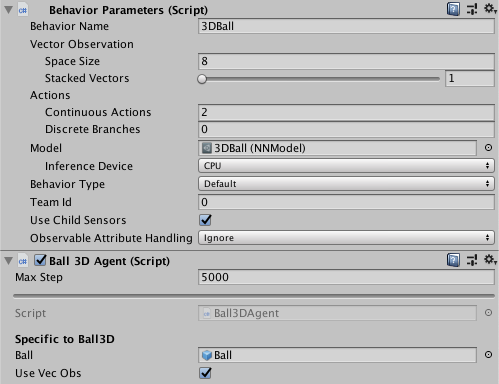 Behavior Parameters (Script)
Behavior Name 3DBall
Vector Observation
Space Size 8
Stacked Vectors 1
Actions
Continuous Actions 2
Discrete Branches 0
Model 3DBall (NNModel)
Inference Device CPU
Behavior Type Default
Team Id 0
Use Child Sensors
Observable Attribute Handling Ignore
Ball 3D Agent (Script)
Max Step 5000
Script Ball3DAgent
Specific to Ball3D
Ball Ball
Use Vec Obs